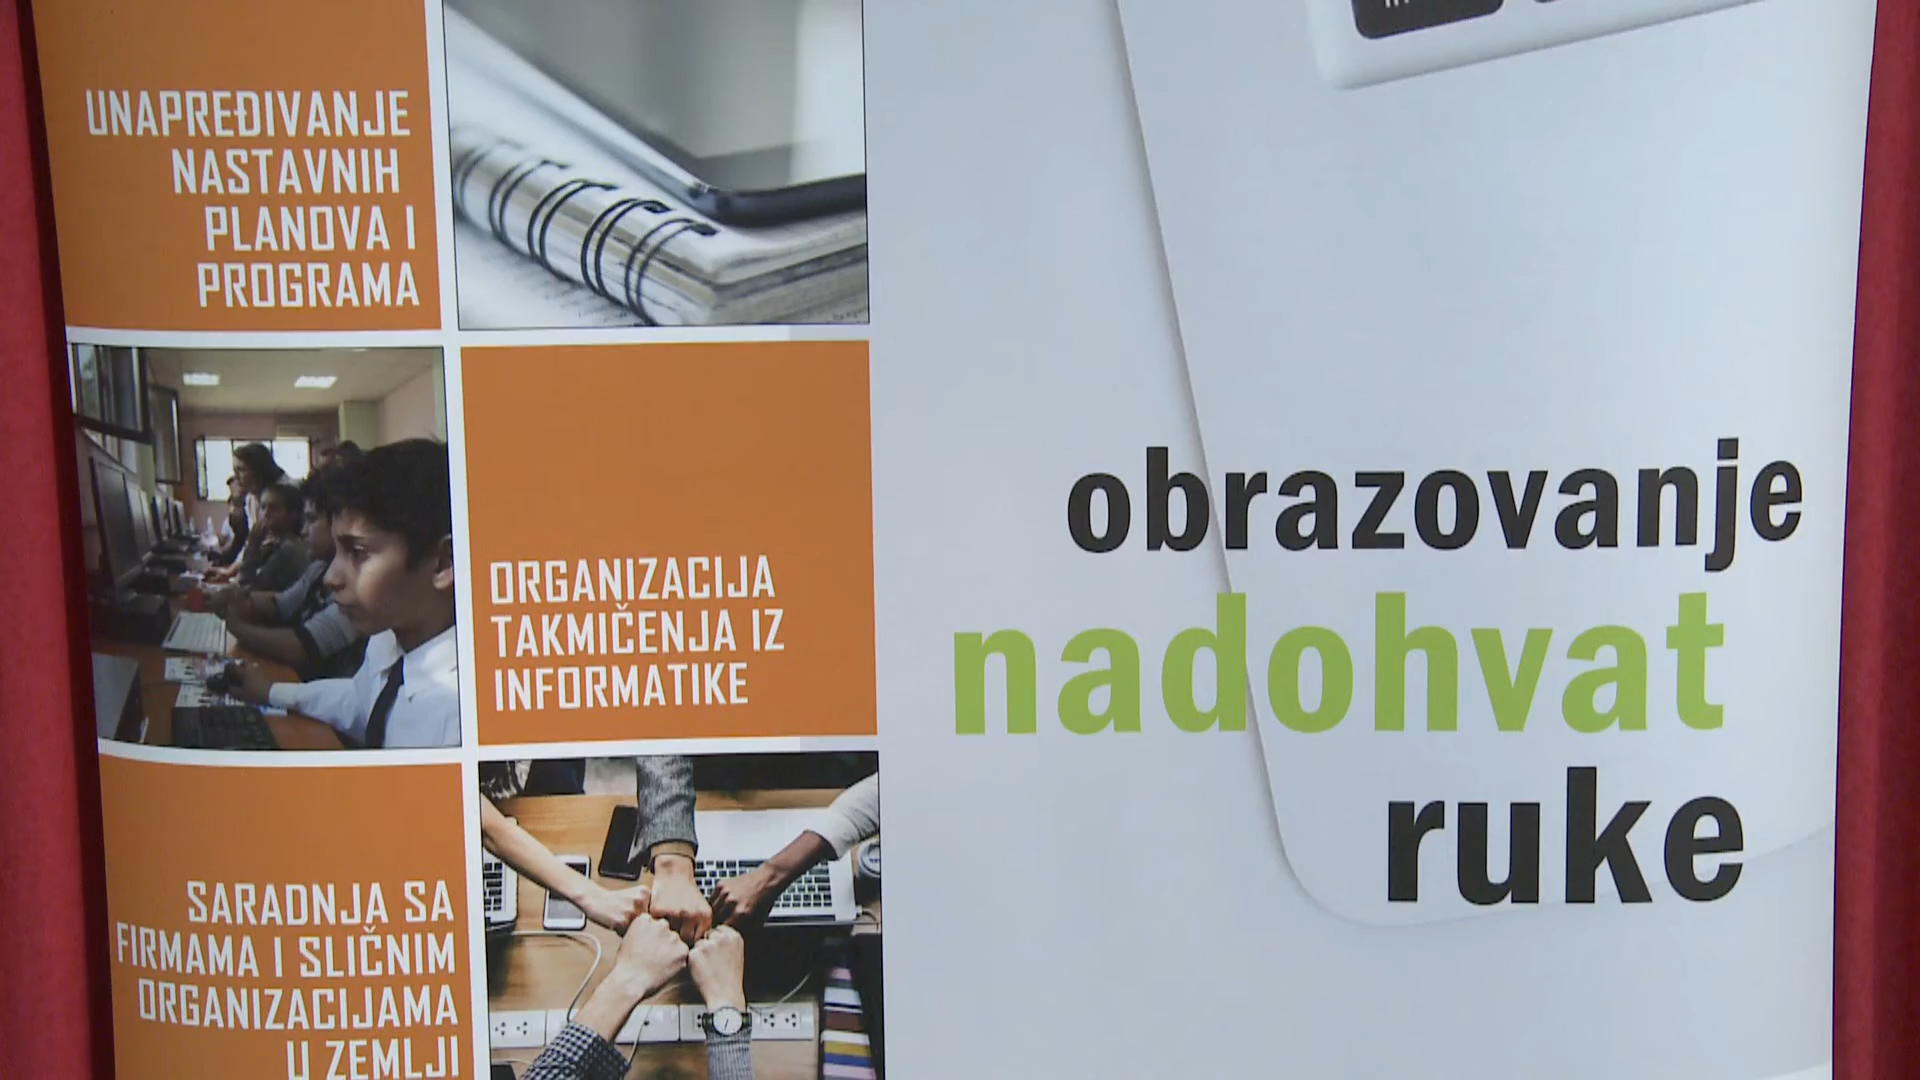 UNAPREĐIVANJE
NASTAVNIH
PLANOVA I
PROGRAMA
ORGANIZACIJA
TAKMIČENJA IZ
INFORMATIKE
SARADNJA SA
FIRMAMA I SLIČNIM
ORGANIZACIJAMA
U ZEMLJI
obrazovanje
nadohvat
ruke